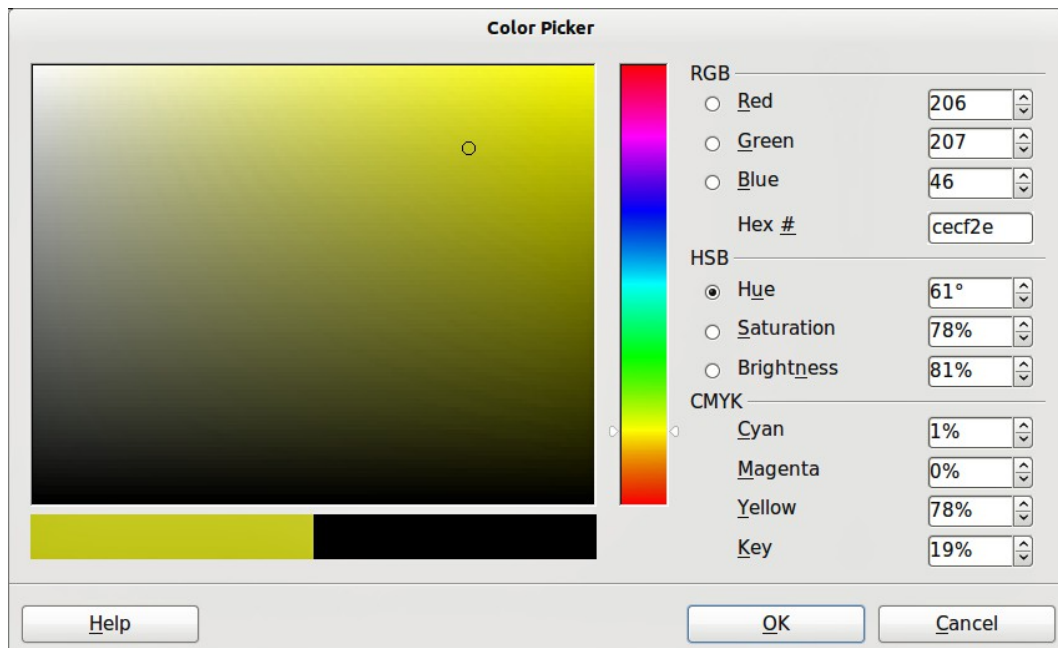 Color Picker
RGB
Red 206
Green 207
Blue 46
Hex # cecf2e
HSB
Hue 61°
Saturation 78%
Brightness 81%
CMYK
Cyan 1%
Magenta 0%
Yellow 78%
Key 19%
Help OK Cancel